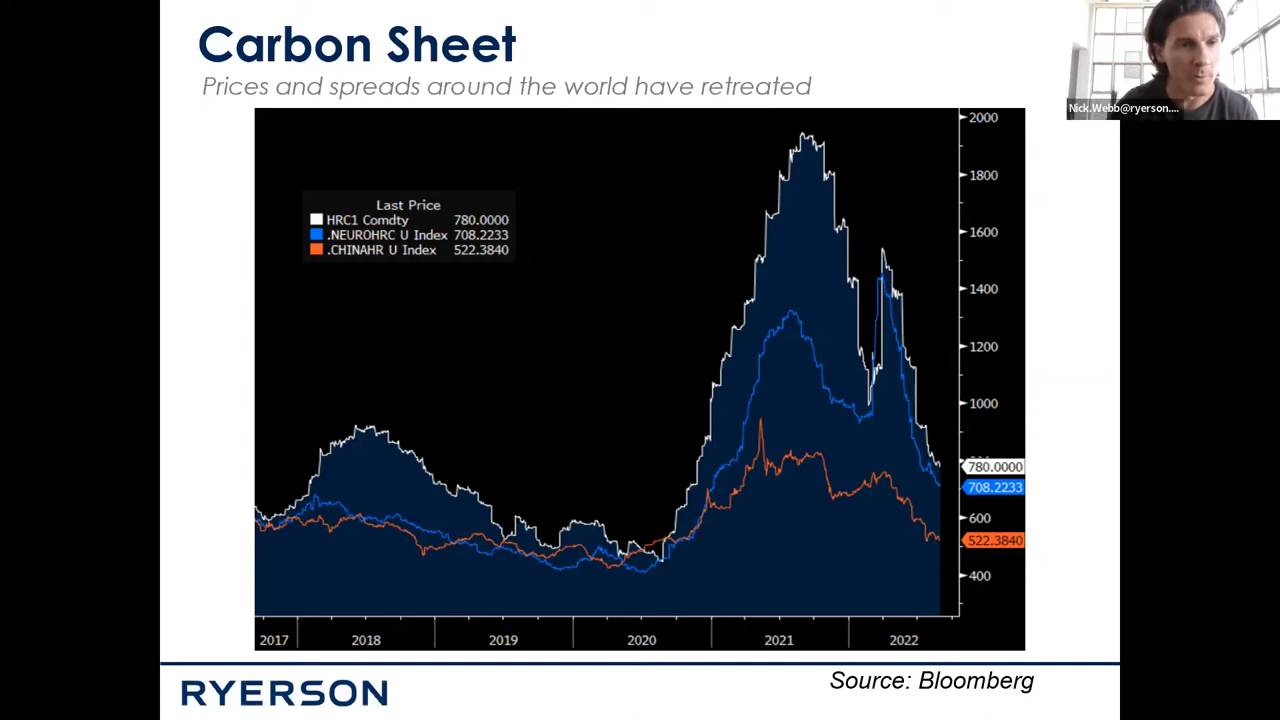 Carbon Sheet
Prices and spreads around the world have retreated
Nick.Webb@ryerson....
Last Price
HRC1 Comdty 780.0000
.NEUROHRC U Index 708.2233
.CHINAHR U Index 522.3840
2000
1800
1600
1400
1200
1000
780.0000
708.2233
600
522.3840
400
2017 2018 2019 2020 2021 2022
RYERSON
Source: Bloomberg